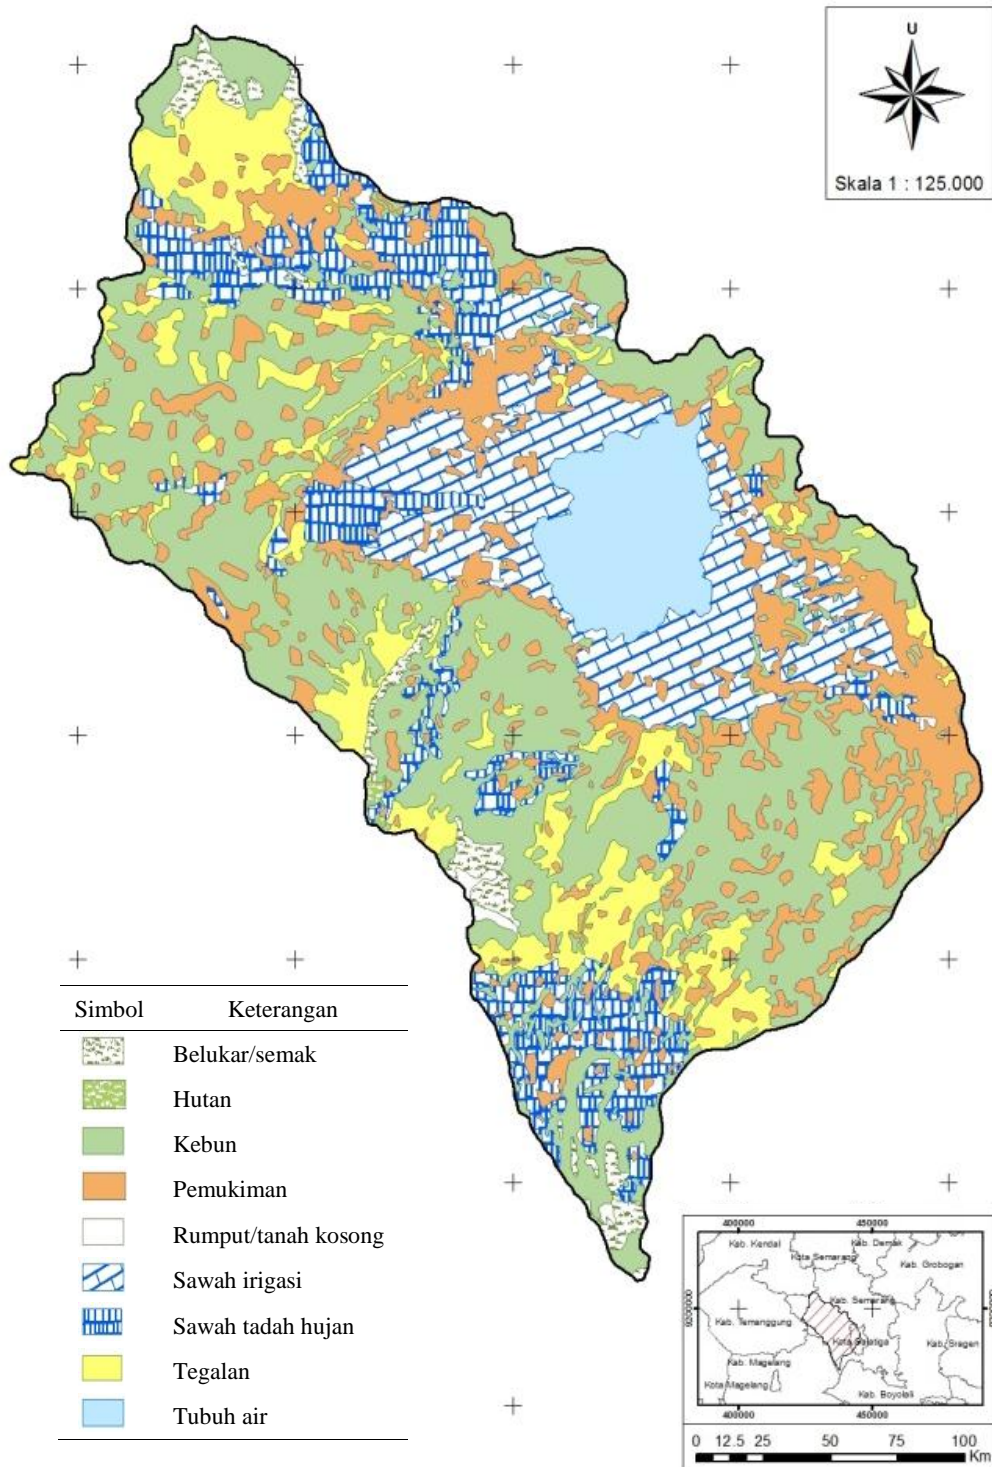 U
Skala 1 : 125.000
Simbol Keterangan
Belukar/semak
Hutan
Kebun
Pemukiman
Rumput/tanah kosong
Sawah irigasi
Sawah tadah hujan
Tegalan
Tubuh air
400000 450000
Kab. Kendal
Kab. Demak
Kota Semarang
Kab. Grobogan
9200000
Kab. Semarang
Kab. Temanggung
Kota Salatiga
Kab. Sragen
Kab. Magelang
Kota Magelang
Kab. Boyolali
400000 450000
0 12.5 25 50 75 100
Km